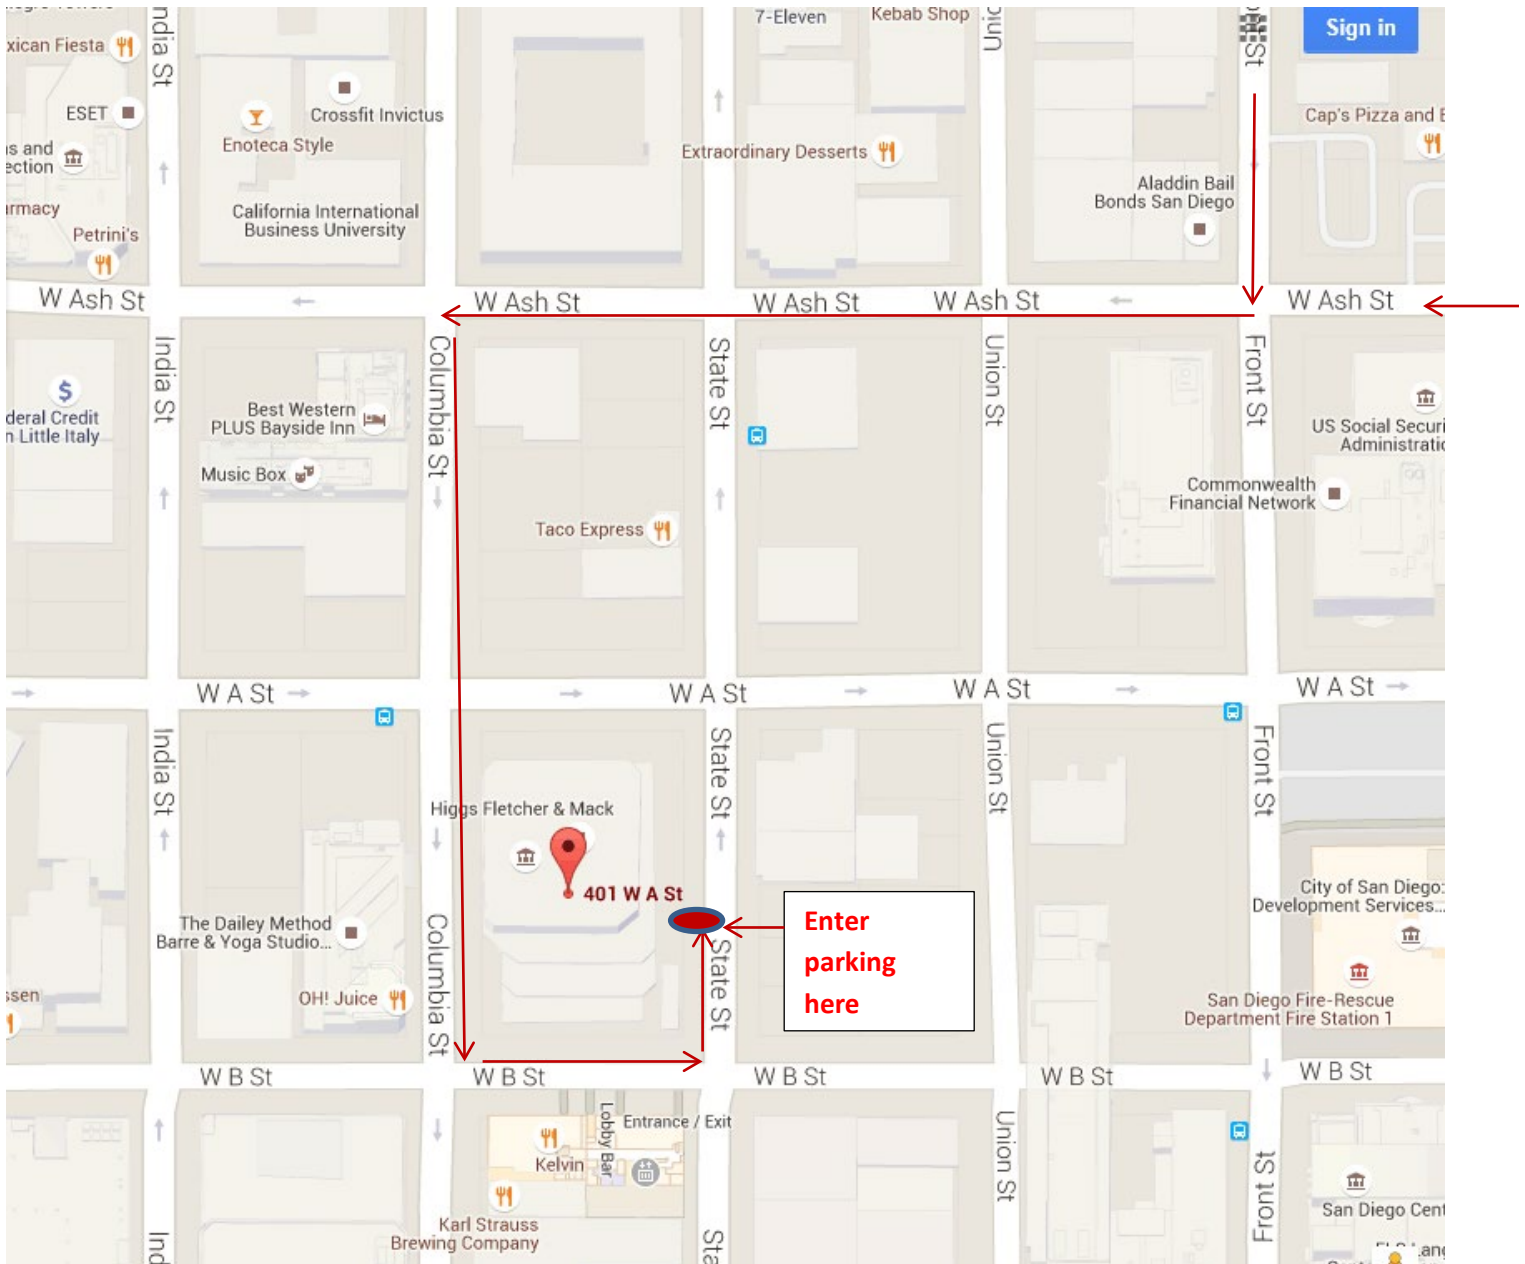 7-Eleven
Kebab Shop
Sign in
India St
Union
Fiesta
ESET
Crossfit Invictus
Enoteca Style
Extraordinary Desserts
Cap's Pizza and
Aladdin Bail
Bonds San Diego
California International
Business University
Petrini's
W Ash St
W Ash St
W Ash St
W Ash St
W Ash St
India St
Columbia St
State St
Union St
Front St
Best Western
PLUS Bayside Inn
Music Box
Credit
Little Italy
US Social
Commonwealth
Financial Network
Taco Express
W A St
W A St
W A St
W A St
India St
State St
Union St
Front St
Higgs Fletcher & Mack
401 W A St
Enter
parking
here
City of San Diego:
Development Services...
The Dailey Method
Barre & Yoga Studio...
Columbia St
State St
OH! Juice
San Diego Fire-Rescue
Department Fire Station 1
W B St
W B St
W B St
W B St
W B St
Lobby Bar
Entrance / Exit
Kelvin
Union St
Front St
Karl Strauss
Brewing Company
San Diego